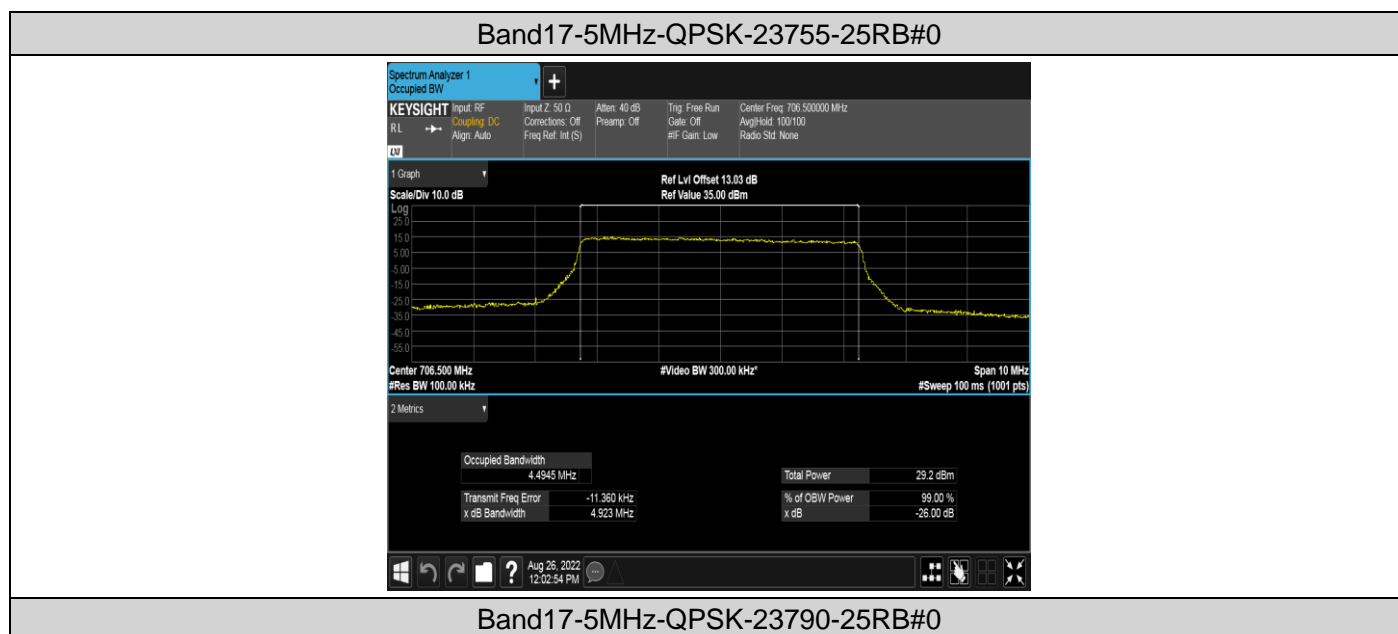 Band17-5MHz-QPSK-23755-25RB#0
Spectrum Analyzer 1
Occupied BW
+
KEYSIGHT
RL
LXI
Input: RF
Coupling: DC
Align: Auto
Input Z: 50 Ω
Corrections: Off
Freq Ref: Int (S)
Atten: 40 dB
Preamp: Off
Trig: Free Run
Gate: Off
#IF Gain: Low
Center Freq: 706.500000 MHz
Avg|Hold: 100/100
Radio Std: None
1 Graph
Scale/Div 10.0 dB
Ref Lvl Offset 13.03 dB
Ref Value 35.00 dBm
Log
25.0
15.0
5.00
-5.00
-15.0
-25.0
-35.0
-45.0
-55.0
Center 706.500 MHz
#Video BW 300.00 kHz*
Span 10 MHz
#Res BW 100.00 kHz
#Sweep 100 ms (1001 pts)
2 Metrics
Occupied Bandwidth
4.4945 MHz
Total Power 29.2 dBm
Transmit Freq Error -11.360 kHz
% of OBW Power 99.00 %
x dB Bandwidth 4.923 MHz
x dB -26.00 dB
?
Aug 26, 2022
12:02:54 PM
Band17-5MHz-QPSK-23790-25RB#0